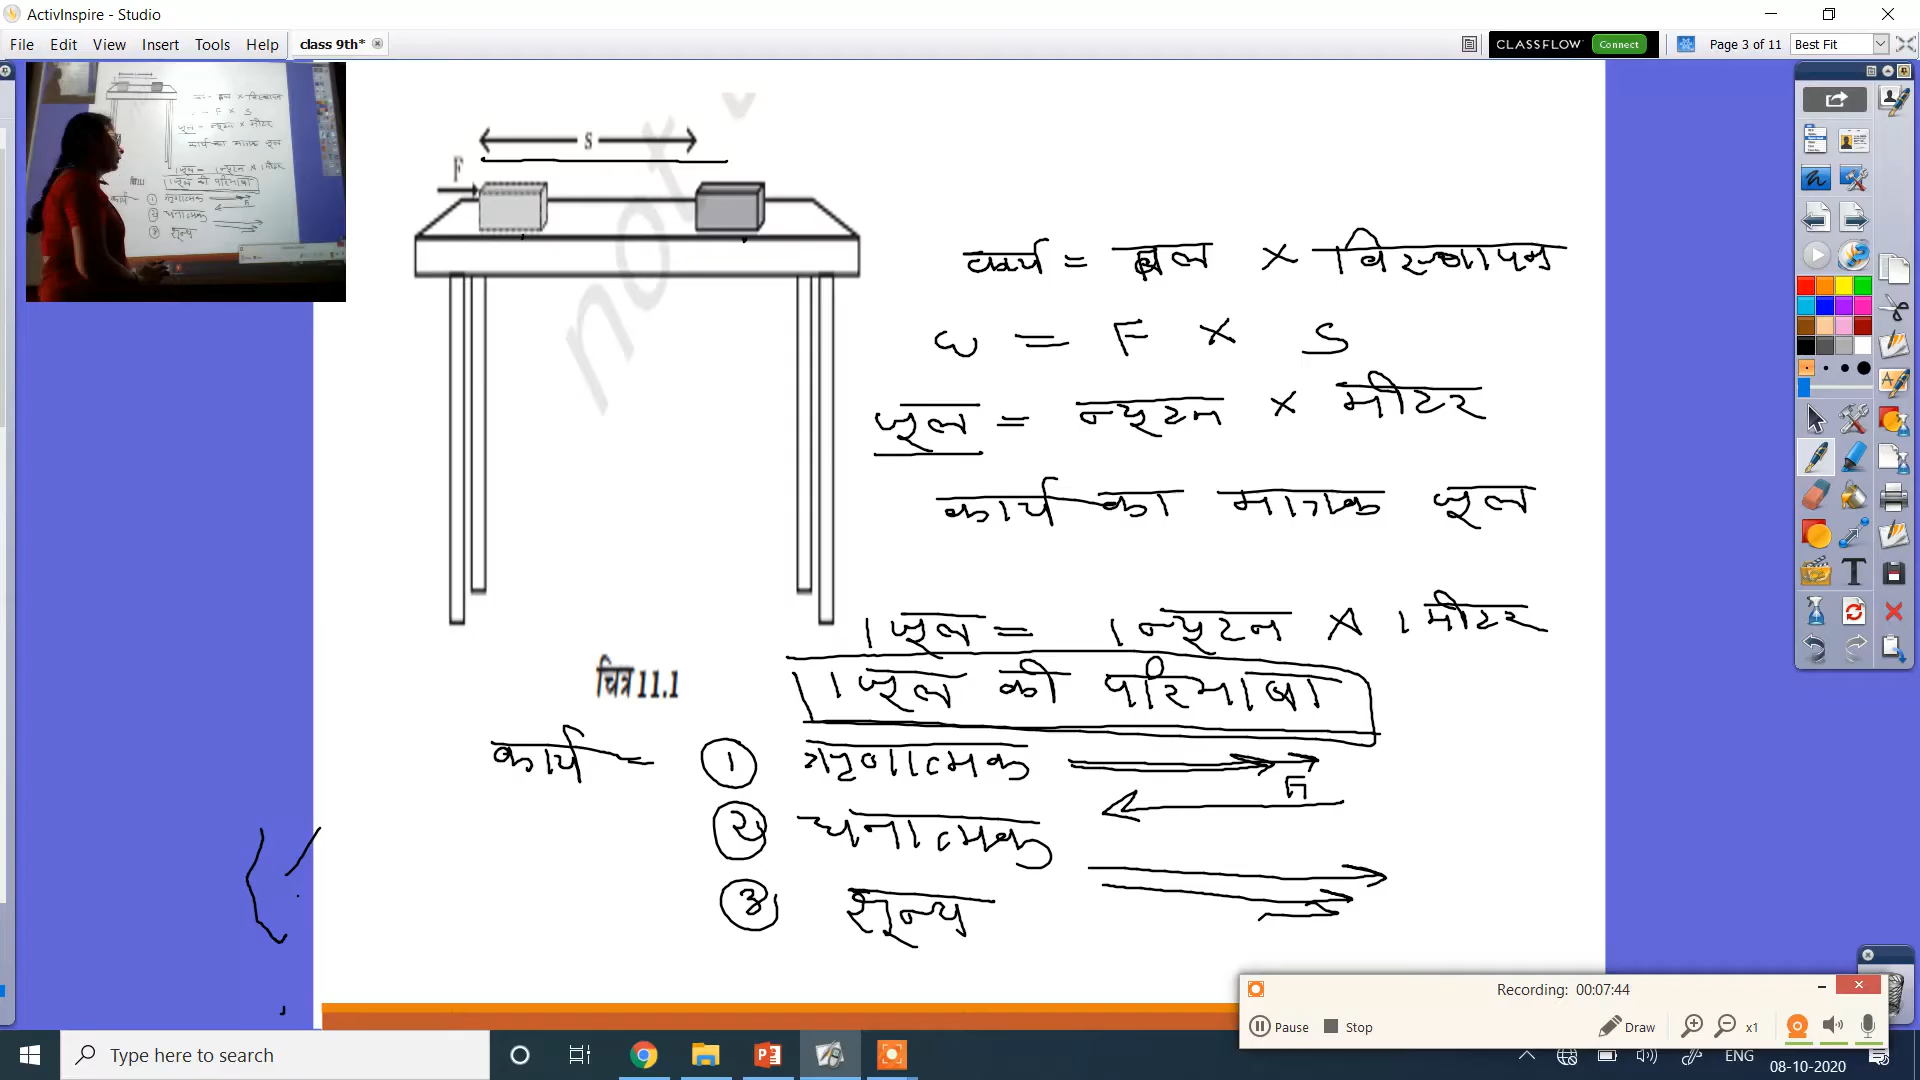 ActivInspire - Studio
File Edit View Insert Tools Help class 9th*
CLASSFLOW Connect Page 3 of 11 Best Fit
not
S
F
कार्य = बल × विस्थापन
W = F × S
जूल = न्यूटन × मीटर
कार्य का मात्रक जूल
1 जूल = 1 न्यूटन × 1 मीटर
चित्र 11.1
1 जूल की परिभाषा
कार्य ① ऋणात्मक
F
② धनात्मक
③ शून्य
Recording: 00:07:44
Pause Stop Draw x1
Type here to search
ENG
08-10-2020